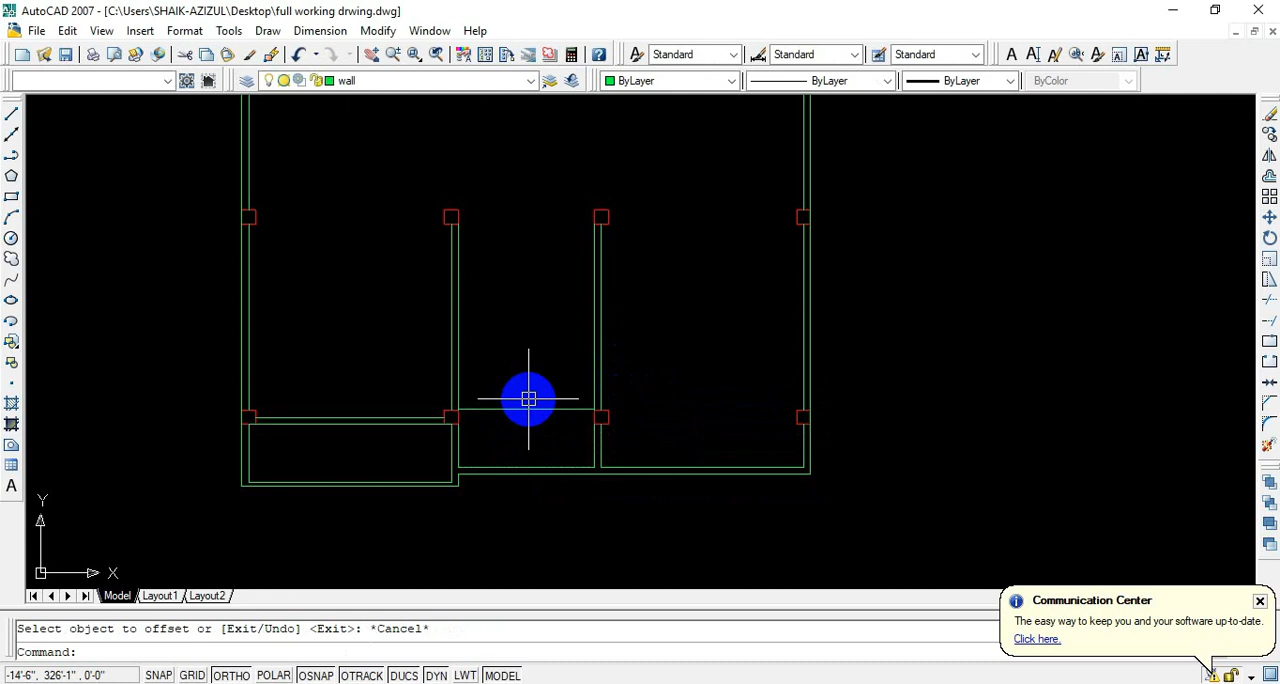 AutoCAD 2007 - [C:\Users\SHAIK-AZIZUL\Desktop\full working drwing.dwg]
File Edit View Insert Format Tools Draw Dimension Modify Window Help
Standard Standard Standard A
wall ByLayer ByLayer ByLayer ByColor
A
Y
X
Model Layout1 Layout2
Communication Center
The easy way to keep you and your software up-to-date.
Click here.
Select object to offset or [Exit/Undo] <Exit>: *Cancel*
Command:
-14'-6", 326'-1" , 0'-0" SNAP GRID ORTHO POLAR OSNAP OTRACK DUCS DYN LWT MODEL